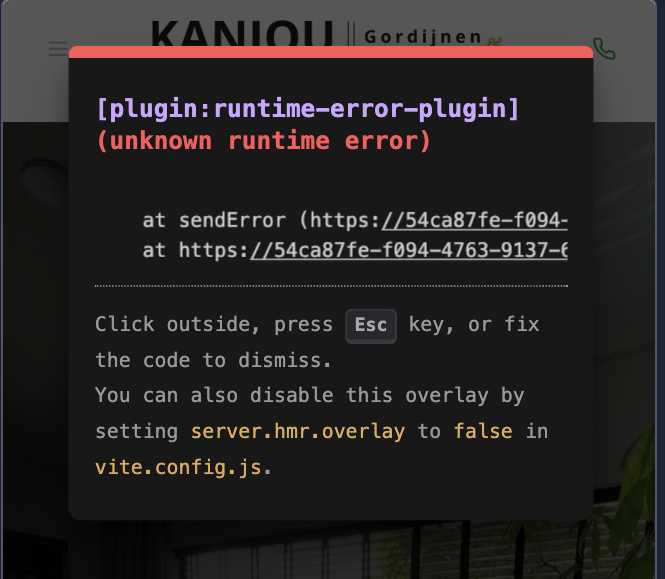 KANJOU
Gordijnen
[plugin:runtime-error-plugin]
(unknown runtime error)
at sendError (https://54ca87fe-f094-
at https://54ca87fe-f094-4763-9137-6
Click outside, press Esc key, or fix
the code to dismiss.
You can also disable this overlay by
setting server.hmr.overlay to false in
vite.config.js.